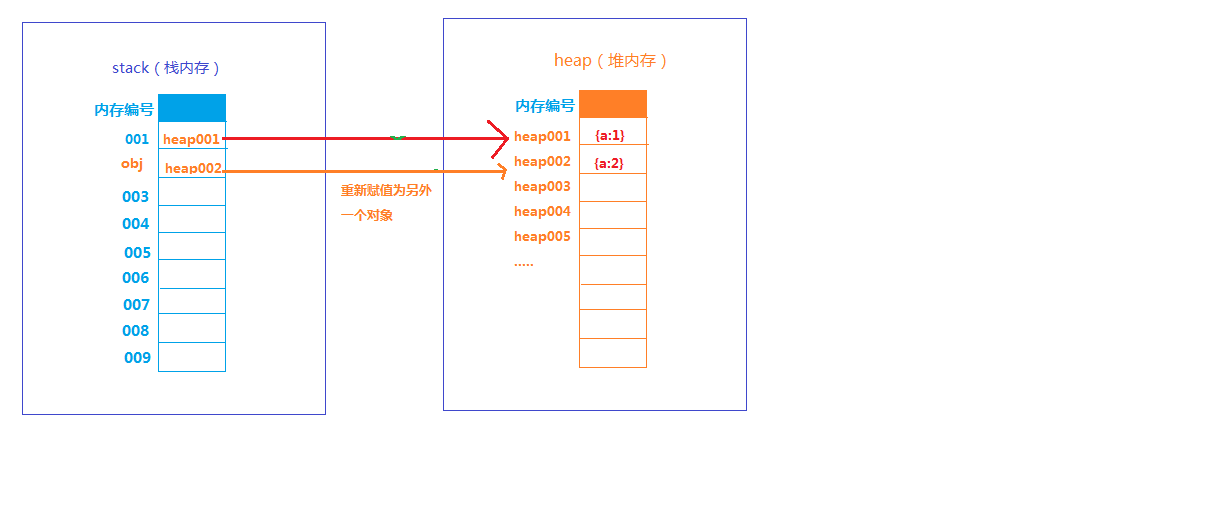 stack（栈内存）
内存编号
001 heap001
obj heap002
003
004
005
006
007
008
009
重新赋值为另外
一个对象
heap（堆内存）
内存编号
heap001 {a:1}
heap002 {a:2}
heap003
heap004
heap005
.....